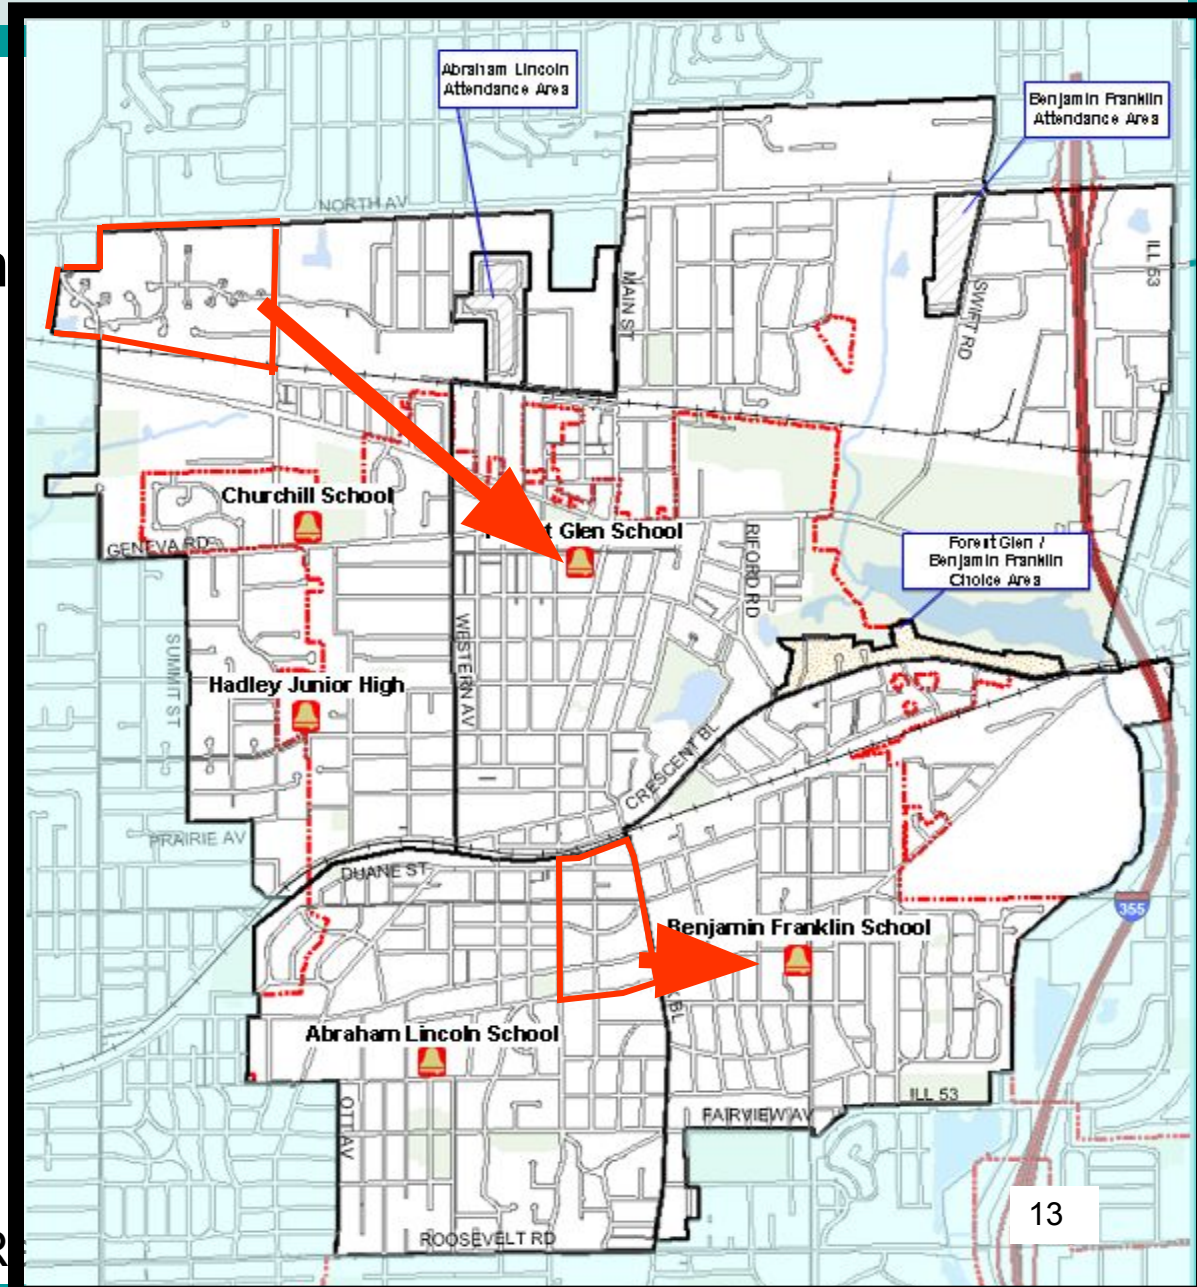 Abraham Lincoln
Attendance Area
Benjamin Franklin
Attendance Area
NORTH AV
MAIN ST
SWIFT RD
ILL 53
n
Churchill School
GENEVA RD
t Glen School
RIFORD RD
Forest Glen /
Benjamin Franklin
Choice Area
SUMMIT ST
WESTERN AV
Hadley Junior High
CRESCENT BL
PRAIRIE AV
DUANE ST
355
Benjamin Franklin School
K BL
Abraham Lincoln School
OTT AV
ILL 53
FAIRVIEW AV
13
R
ROOSEVELT RD